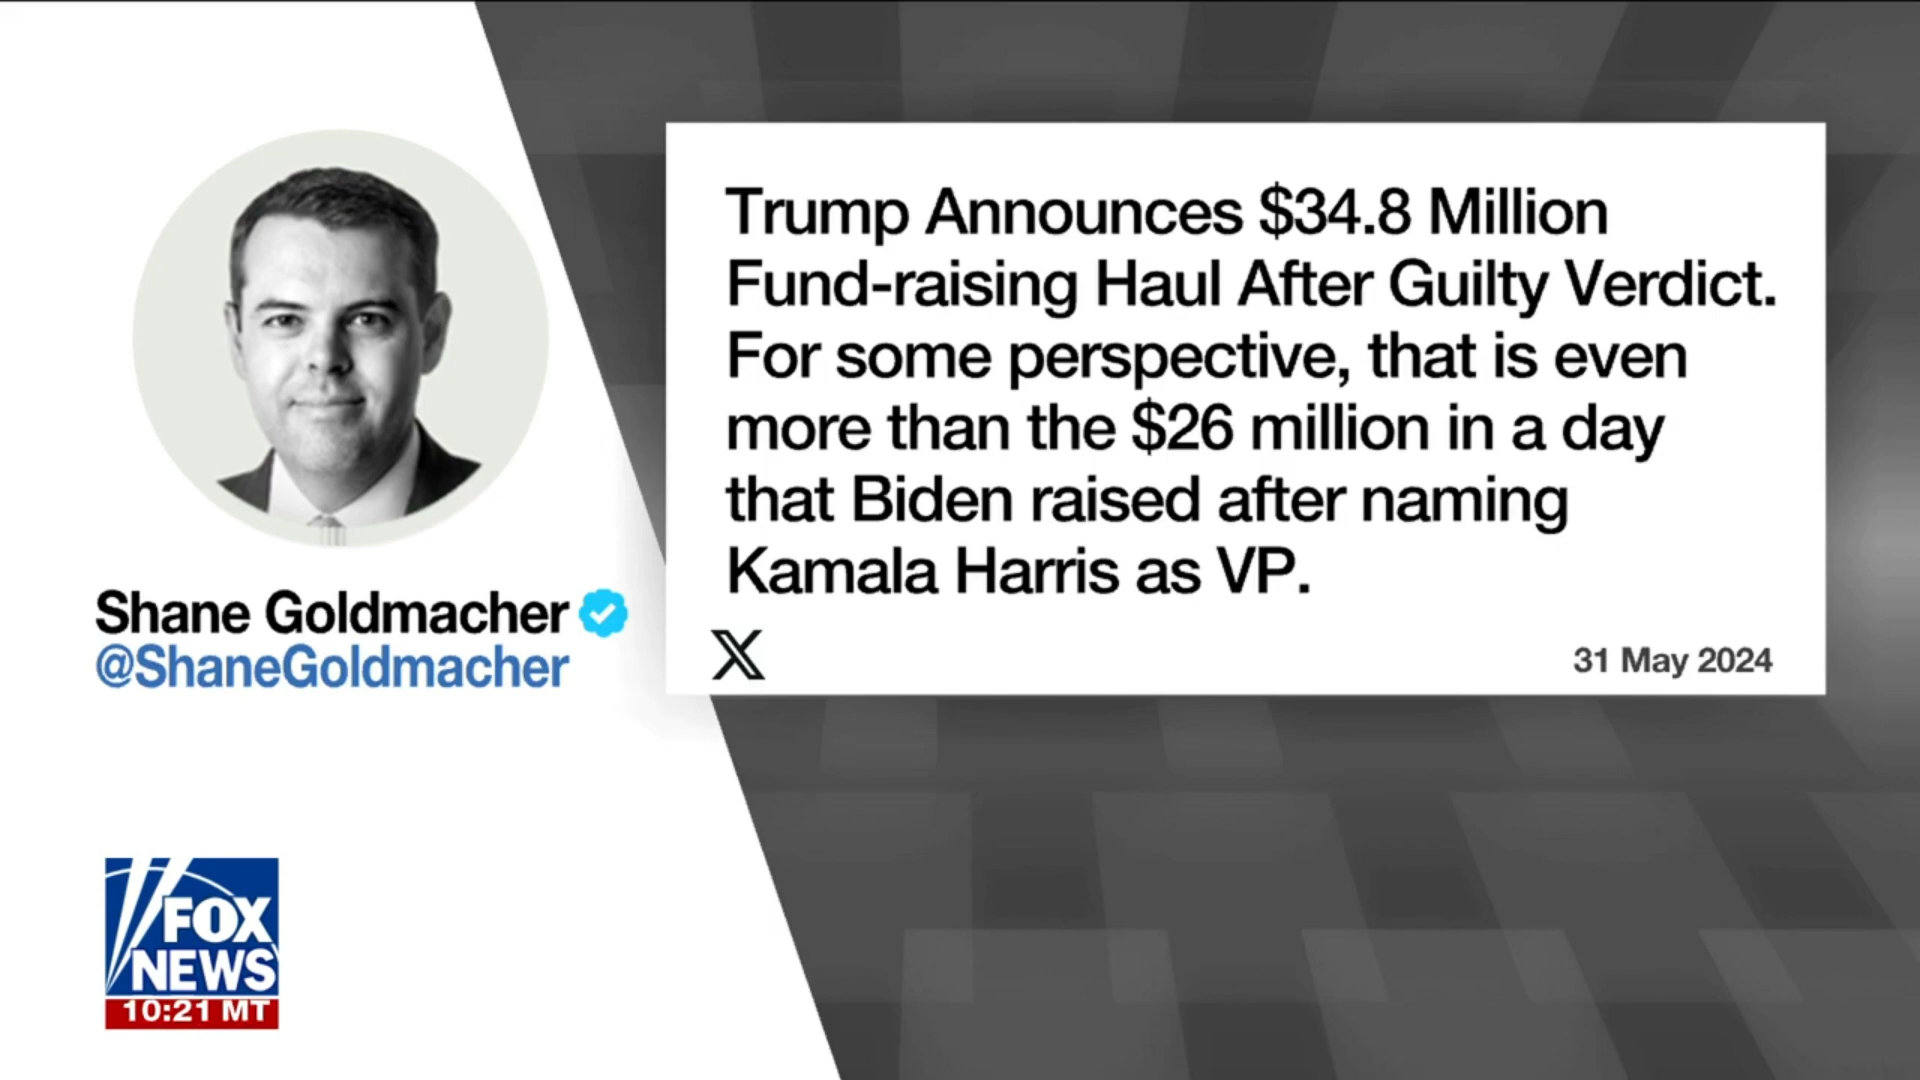 Trump Announces $34.8 Million
Fund-raising Haul After Guilty Verdict.
For some perspective, that is even
more than the $26 million in a day
that Biden raised after naming
Kamala Harris as VP.
X
31 May 2024
Shane Goldmacher
@ShaneGoldmacher
FOX
NEWS
10:21 MT